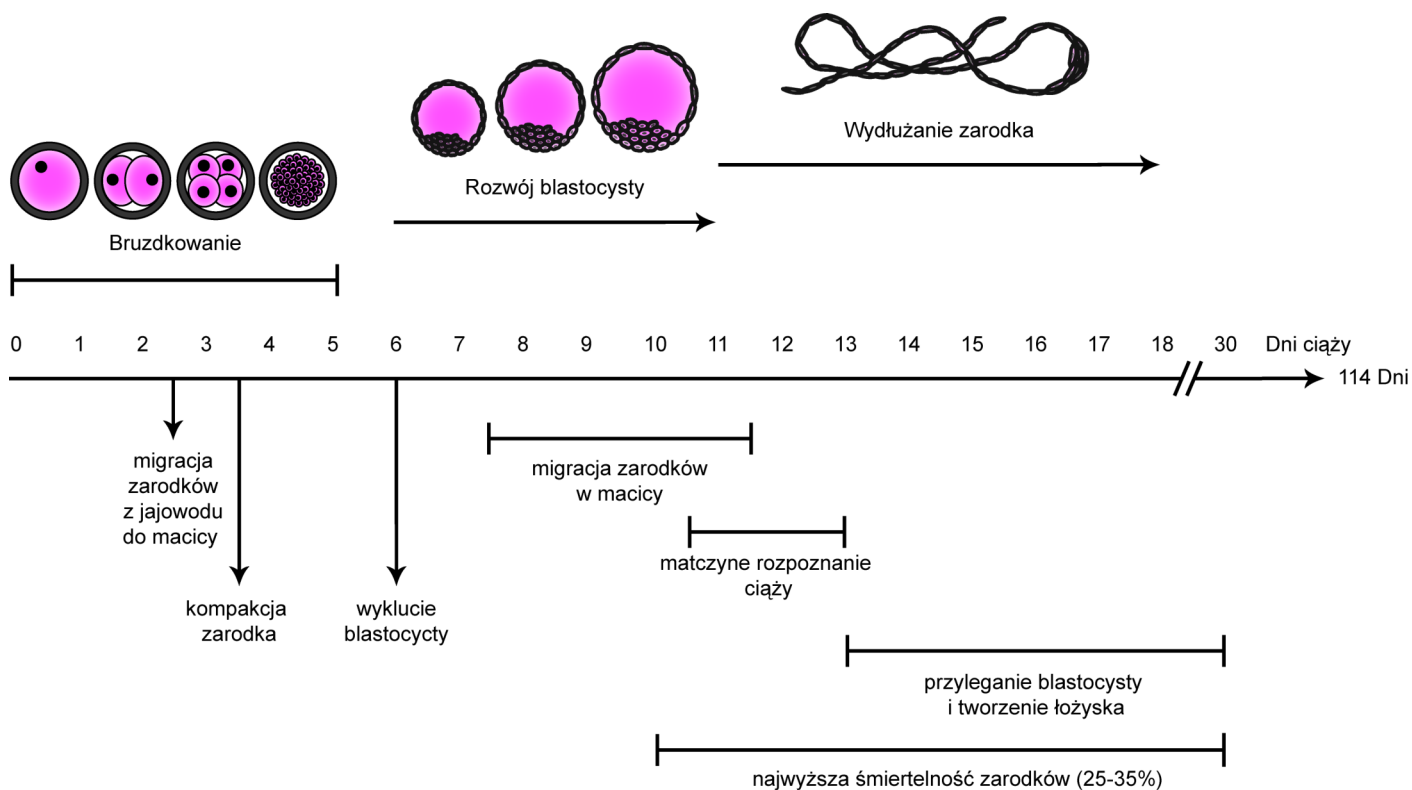 Wydłużanie zarodka
Rozwój blastocysty
Bruzdkowanie
0 1 2 3 4 5 6 7 8 9 10 11 12 13 14 15 16 17 18 30 Dni ciąży
114 Dni
migracja
zarodków
z jajowodu
do macicy
kompakcja
zarodka
wyklucie
blastocycty
migracja zarodków
w macicy
matczyne rozpoznanie
ciąży
przyleganie blastocysty
i tworzenie łożyska
najwyższa śmiertelność zarodków (25-35%)